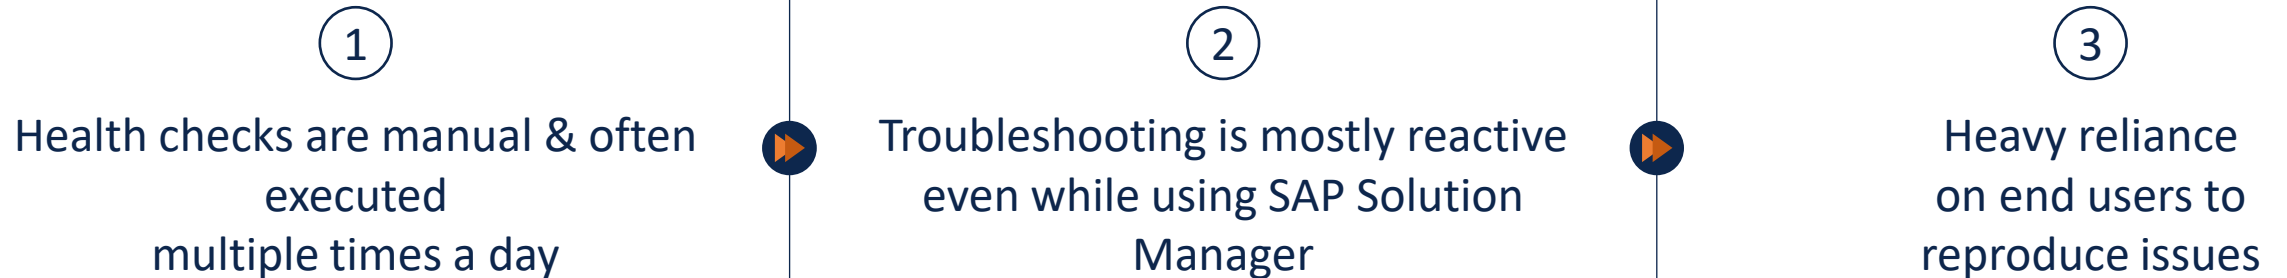 1
Health checks are manual & often
executed
multiple times a day
2
Troubleshooting is mostly reactive
even while using SAP Solution
Manager
3
Heavy reliance
on end users to
reproduce issues